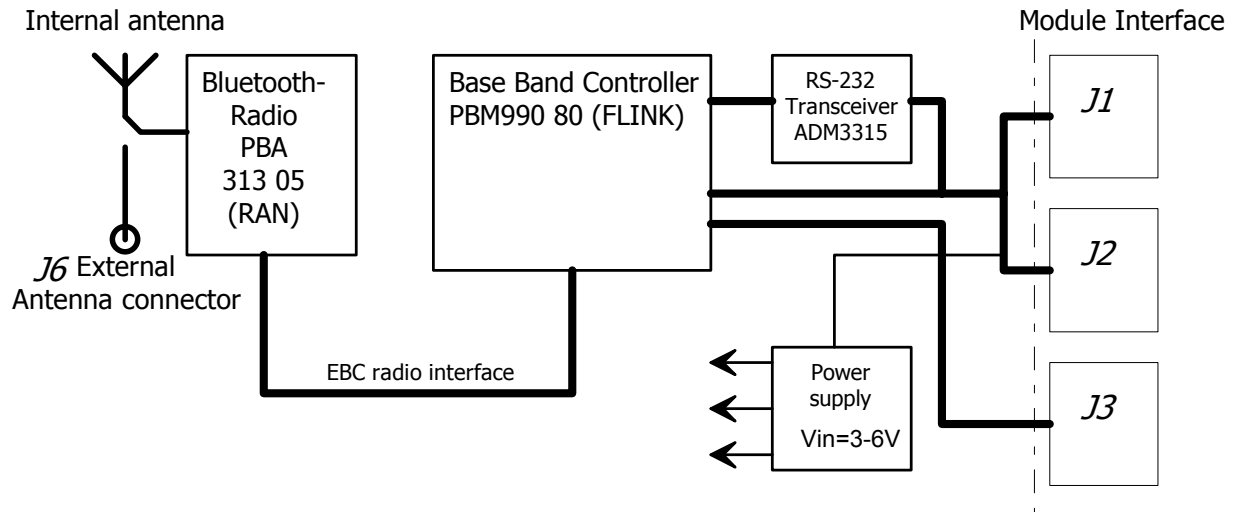 Internal antenna
Module Interface
Bluetooth-
Radio
PBA
313 05
(RAN)
Base Band Controller
PBM990 80 (FLINK)
RS-232
Transceiver
ADM3315
J1
J2
J6 External
Antenna connector
EBC radio interface
Power
supply
Vin=3-6V
J3